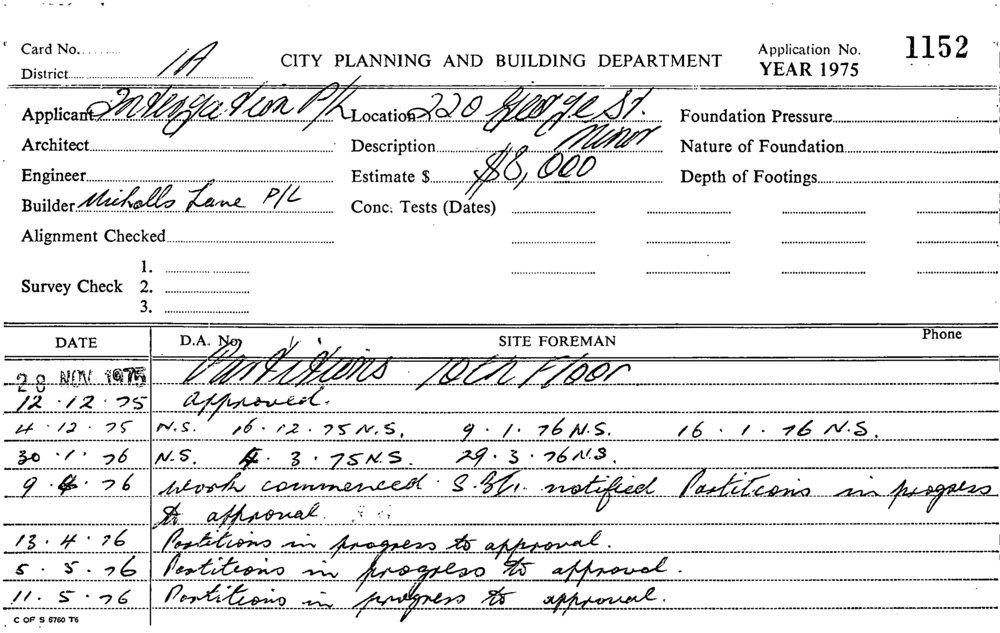 Card No. Application No. 1152
District 1A CITY PLANNING AND BUILDING DEPARTMENT YEAR 1975
Applicant P/L Location 220 George St. Foundation Pressure
Architect Description Minor Nature of Foundation
Engineer Estimate $ $8,000 Depth of Footings
Builder Micholls Lane P/L Conc. Tests (Dates)
Alignment Checked
1.
Survey Check 2.
3.
DATE D.A. No. SITE FOREMAN Phone
28 NOV 1975 Partitions 10th Floor
12.12.75 Approved.
4.12.75 N.S. 16.12.75 N.S. 9.1.76 N.S. 16.1.76 N.S.
30.1.76 N.S. 4.3.75 N.S. 29.3.76 N.S.
9.4.76 Work commenced. notified Partitions in progress
to approval.
13.4.76 Partitions in progress to approval.
5.5.76 Partitions in progress to approval.
11.5.76 Partitions in progress to approval.
C OF S 6760 T6